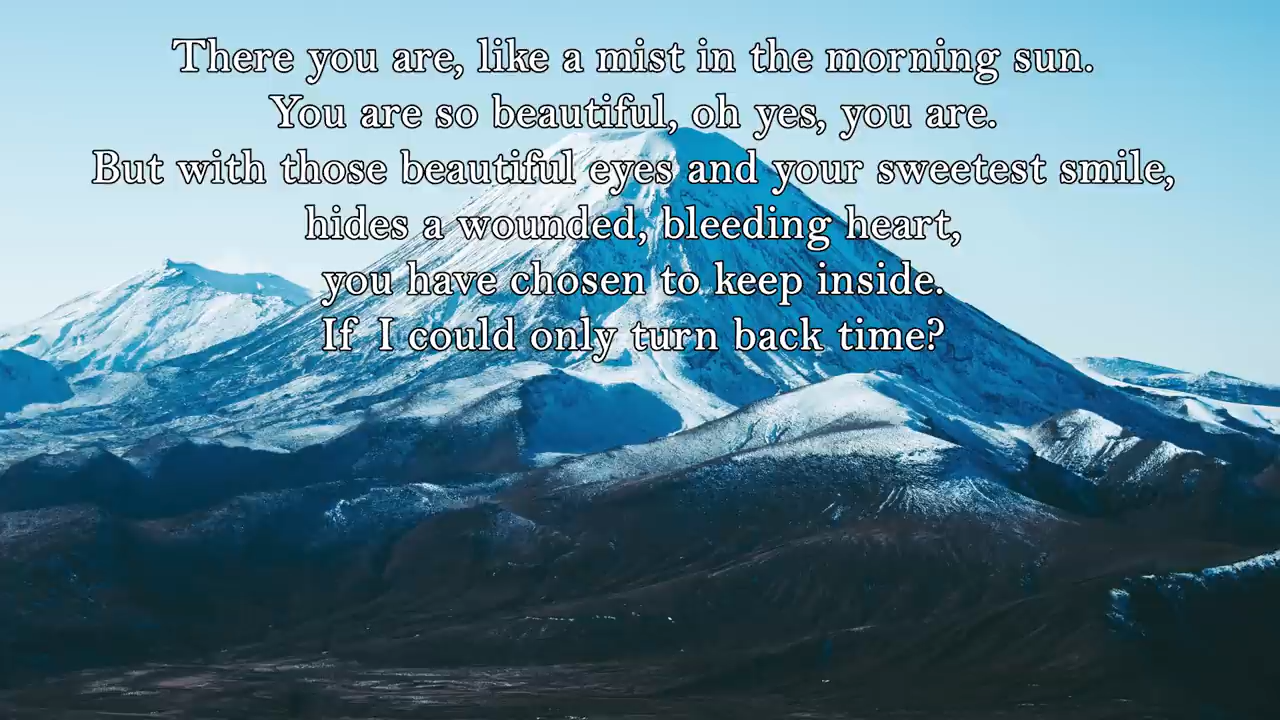 There you are, like a mist in the morning sun.
You are so beautiful, oh yes, you are.
But with those beautiful eyes and your sweetest smile,
hides a wounded, bleeding heart,
you have chosen to keep inside.
If I could only turn back time?